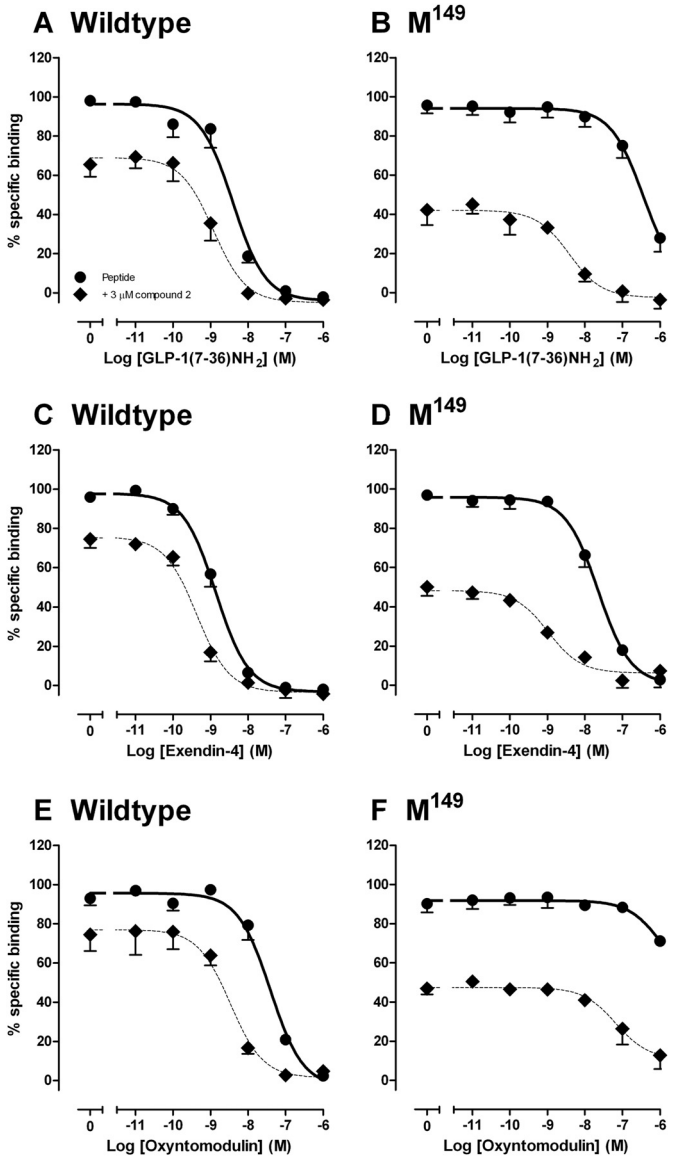 A Wildtype
% specific binding
120
100
80
60
40
20
0
Peptide
+ 3 μM compound 2
0 -11 -10 -9 -8 -7 -6
Log [GLP-1(7-36)NH2] (M)
B M149
120
100
80
60
40
20
0
0 -11 -10 -9 -8 -7 -6
Log [GLP-1(7-36)NH2] (M)
C Wildtype
% specific binding
120
100
80
60
40
20
0
0 -11 -10 -9 -8 -7 -6
Log [Exendin-4] (M)
D M149
120
100
80
60
40
20
0
0 -11 -10 -9 -8 -7 -6
Log [Exendin-4] (M)
E Wildtype
% specific binding
120
100
80
60
40
20
0
0 -11 -10 -9 -8 -7 -6
Log [Oxyntomodulin] (M)
F M149
120
100
80
60
40
20
0
0 -11 -10 -9 -8 -7 -6
Log [Oxyntomodulin] (M)